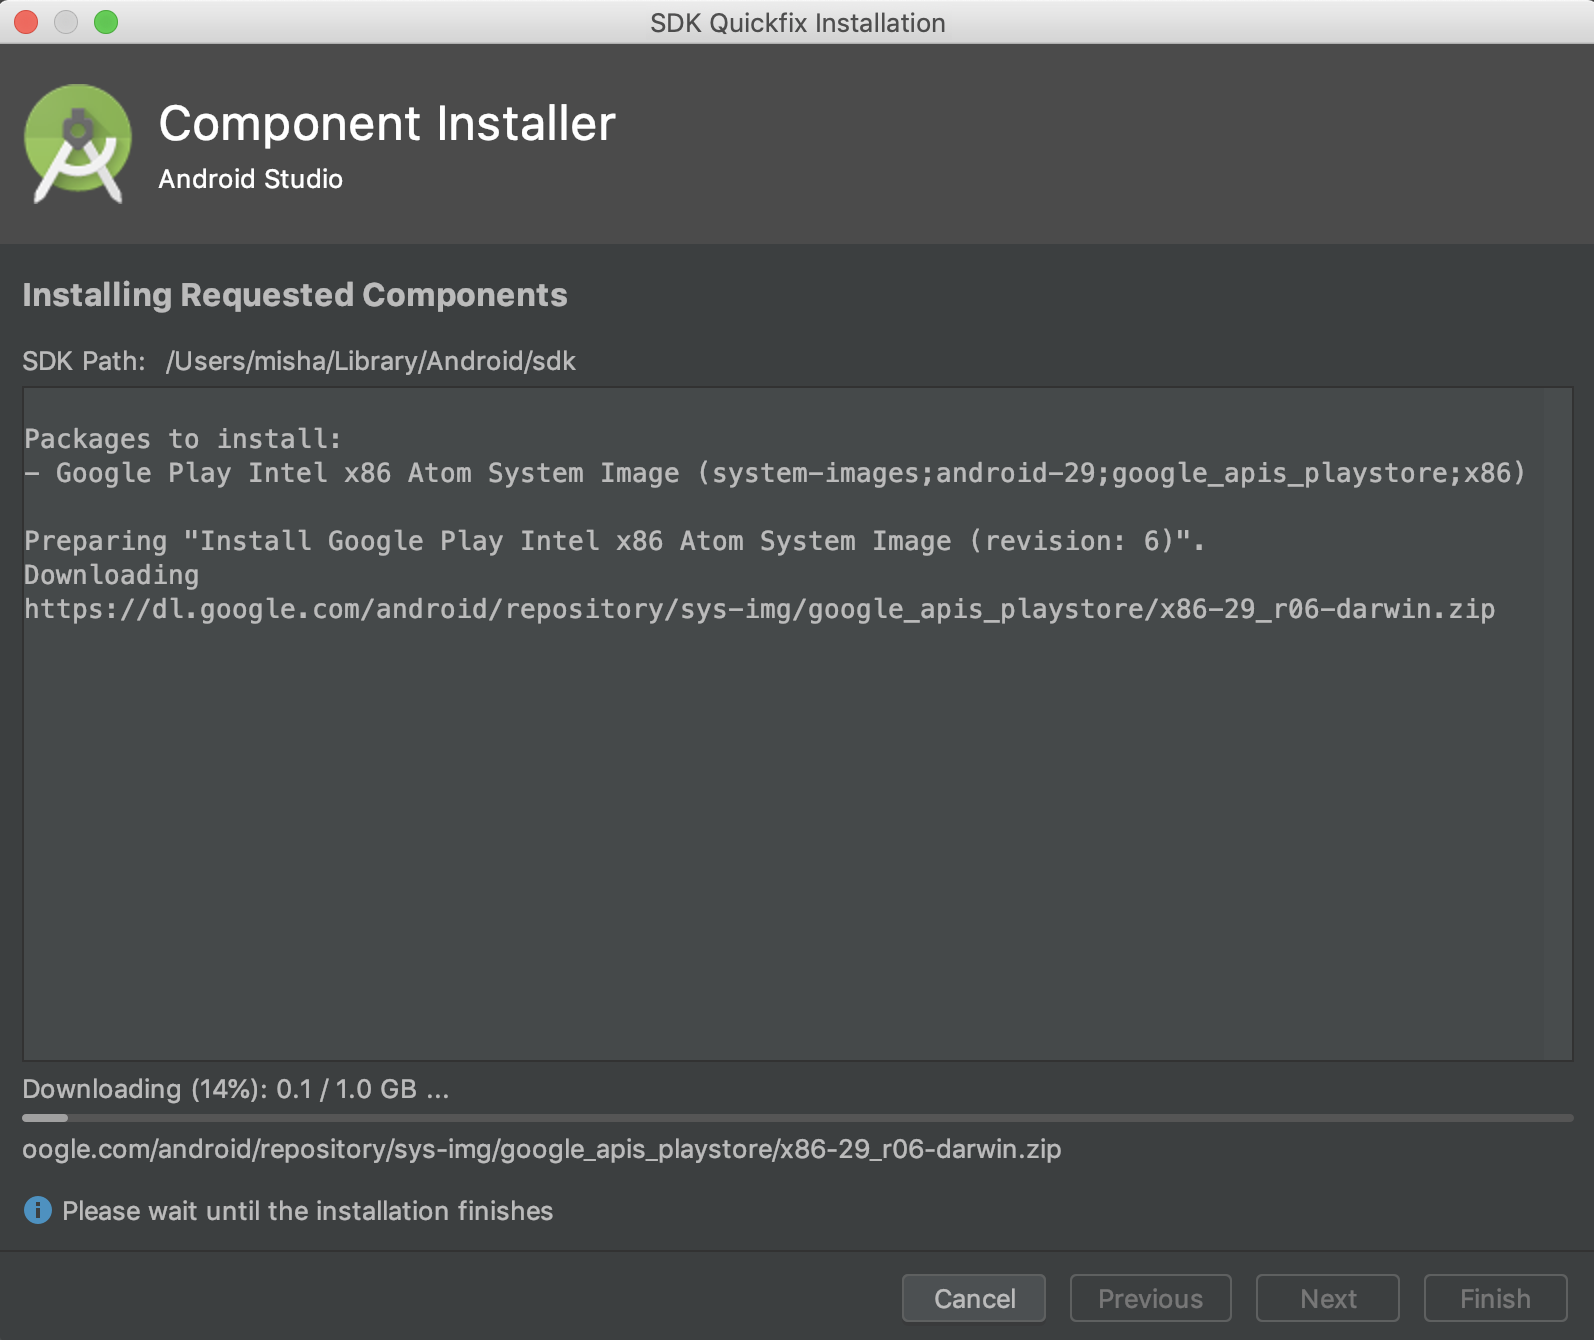 SDK Quickfix Installation
Component Installer
Android Studio
Installing Requested Components
SDK Path: /Users/misha/Library/Android/sdk
Packages to install:
- Google Play Intel x86 Atom System Image (system-images;android-29;google_apis_playstore;x86)
Preparing "Install Google Play Intel x86 Atom System Image (revision: 6)".
Downloading
https://dl.google.com/android/repository/sys-img/google_apis_playstore/x86-29_r06-darwin.zip
Downloading (14%): 0.1 / 1.0 GB ...
oogle.com/android/repository/sys-img/google_apis_playstore/x86-29_r06-darwin.zip
Please wait until the installation finishes
Cancel Previous Next Finish